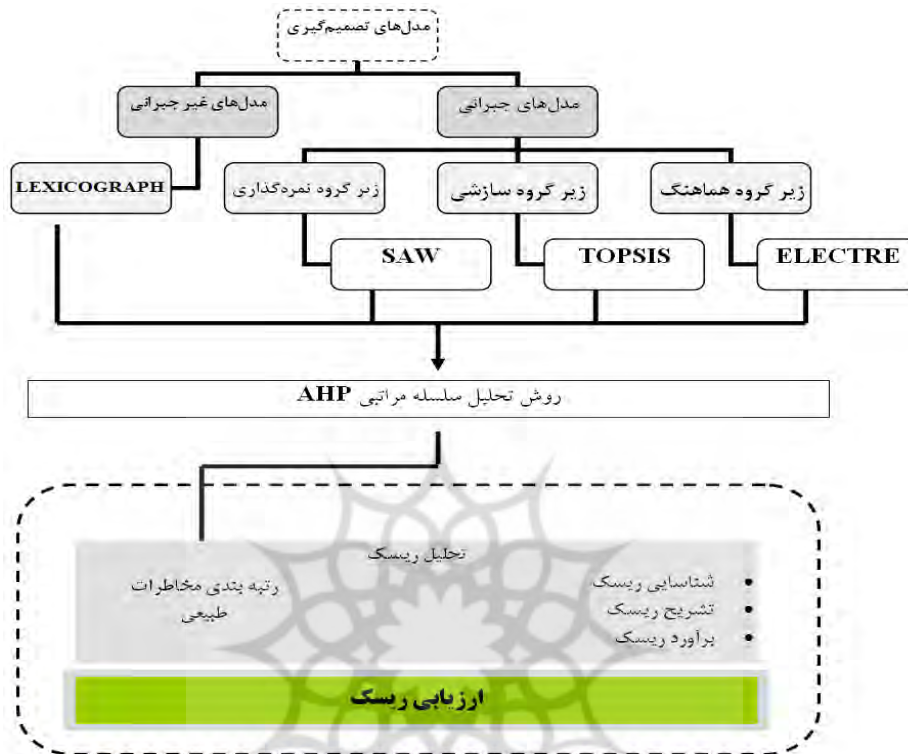 مدل‌های تصمیم‌گیری
مدل‌های جبرانی
مدل‌های غیر جبرانی
زیر گروه هماهنگ
زیر گروه سازشی
زیر گروه نمره‌گذاری
LEXICOGRAPH
ELECTRE
TOPSIS
SAW
روش تحلیل سلسله مراتبی AHP
تحلیل ریسک
• شناسایی ریسک
• تشریح ریسک
• برآورد ریسک
رتبه بندی مخاطرات
طبیعی
ارزیابی ریسک